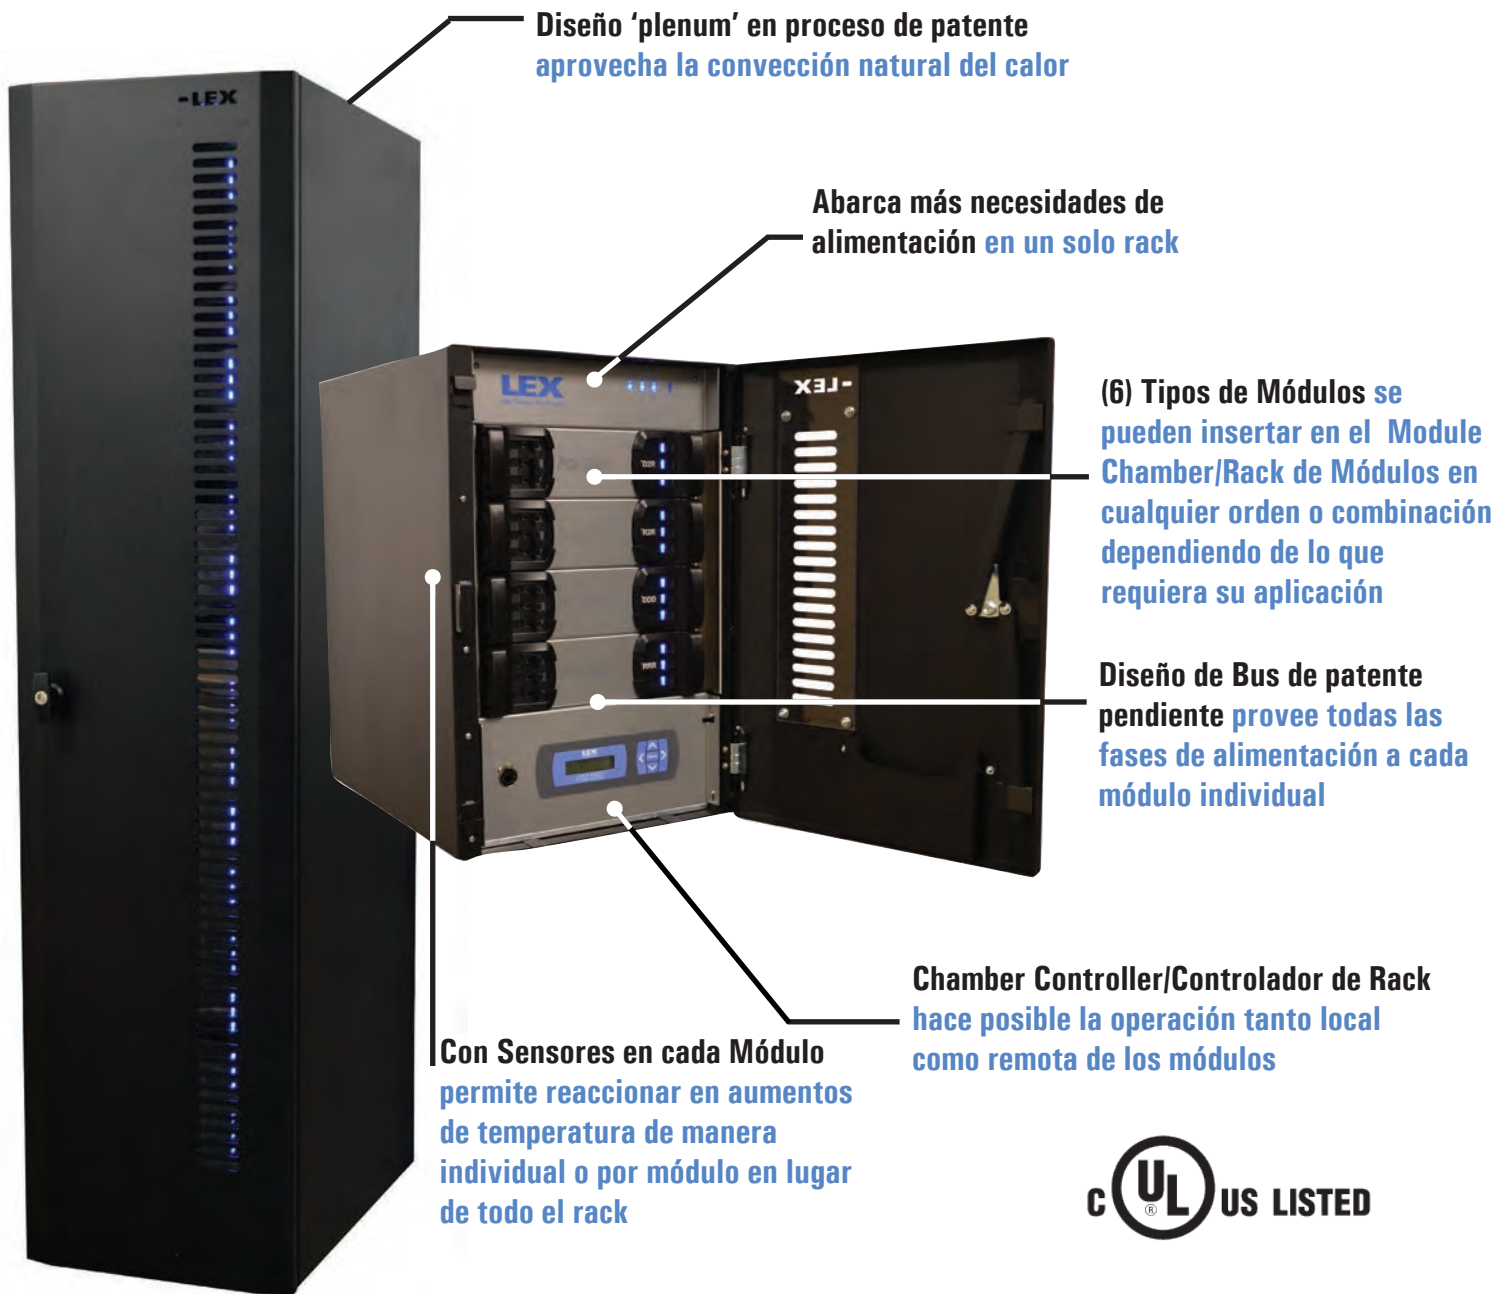 Diseño ‘plenum’ en proceso de patente
aprovecha la convección natural del calor
-LEX
Abarca más necesidades de
alimentación en un solo rack
LEX
-LEX
(6) Tipos de Módulos se
pueden insertar en el Module
Chamber/Rack de Módulos en
cualquier orden o combinación
dependiendo de lo que
requiera su aplicación
DDD
RRR
Diseño de Bus de patente
pendiente provee todas las
fases de alimentación a cada
módulo individual
LEX
Chamber Controller/Controlador de Rack
hace posible la operación tanto local
como remota de los módulos
Con Sensores en cada Módulo
permite reaccionar en aumentos
de temperatura de manera
individual o por módulo en lugar
de todo el rack
C UL® US LISTED